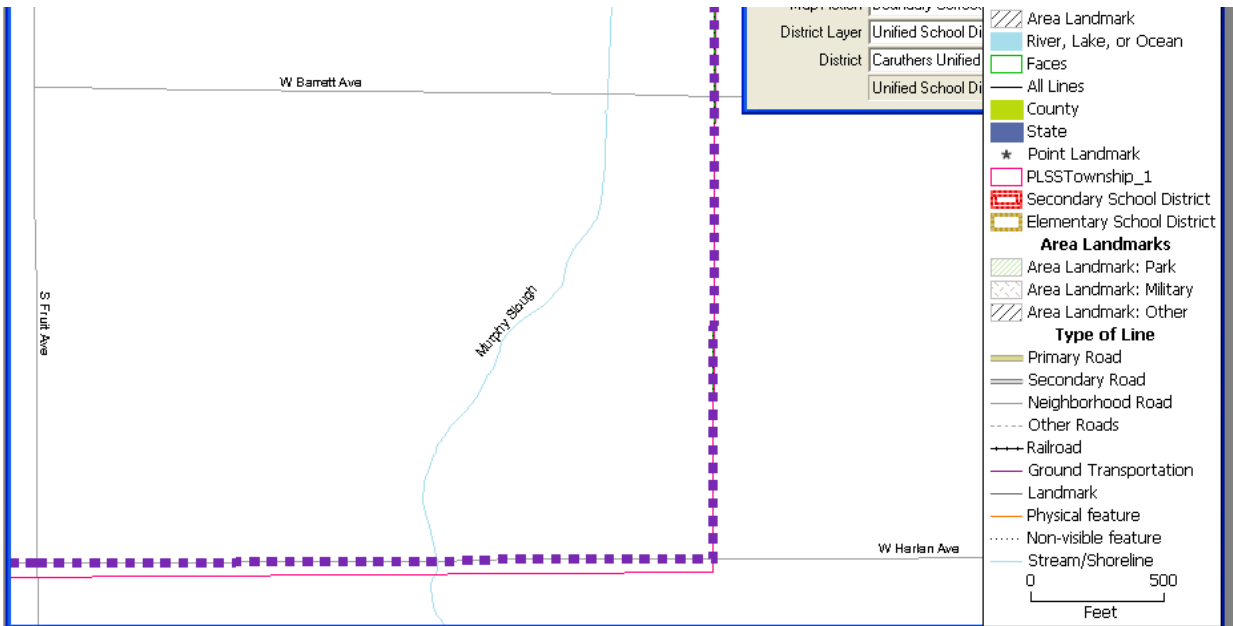 District Layer Unified School Di
District Caruthers Unified
Unified School Di
W Barrett Ave
S Fruit Ave
Murphy Slough
W Harlan Ave
Area Landmark
River, Lake, or Ocean
Faces
All Lines
County
State
Point Landmark
PLSSTownship_1
Secondary School District
Elementary School District
Area Landmarks
Area Landmark: Park
Area Landmark: Military
Area Landmark: Other
Type of Line
Primary Road
Secondary Road
Neighborhood Road
Other Roads
Railroad
Ground Transportation
Landmark
Physical feature
Non-visible feature
Stream/Shoreline
0 500
Feet